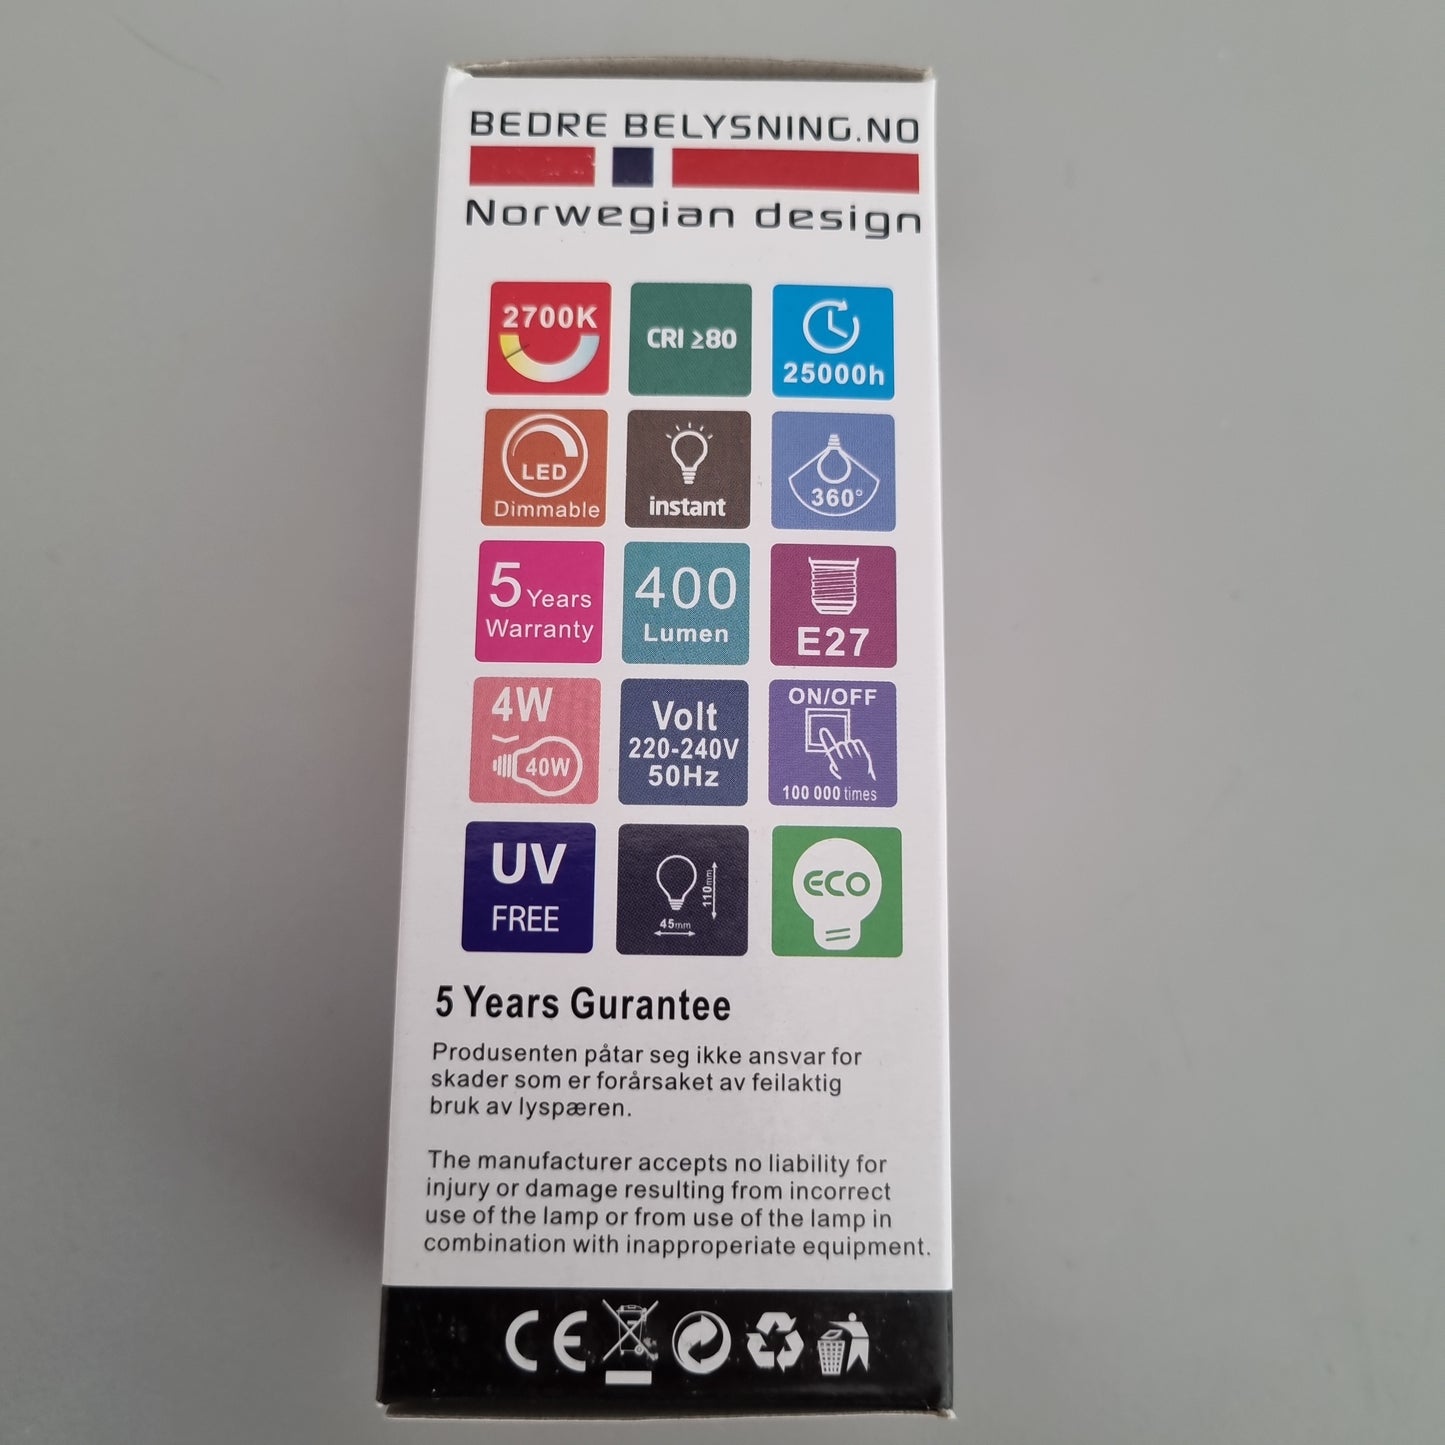 BEDRE BELYSNING.NO
Norwegian design
2700K
CRI ≥80
25000h
LED
Dimmable
instant
360°
5 Years
Warranty
400
Lumen
E27
4W
40W
Volt
220-240V
50Hz
ON/OFF
100 000 times
UV
FREE
110mm
45mm
ECO
5 Years Gurantee
Produsenten påtar seg ikke ansvar for
skader som er forårsaket av feilaktig
bruk av lyspæren.
The manufacturer accepts no liability for
injury or damage resulting from incorrect
use of the lamp or from use of the lamp in
combination with inapproperiate equipment.
CE